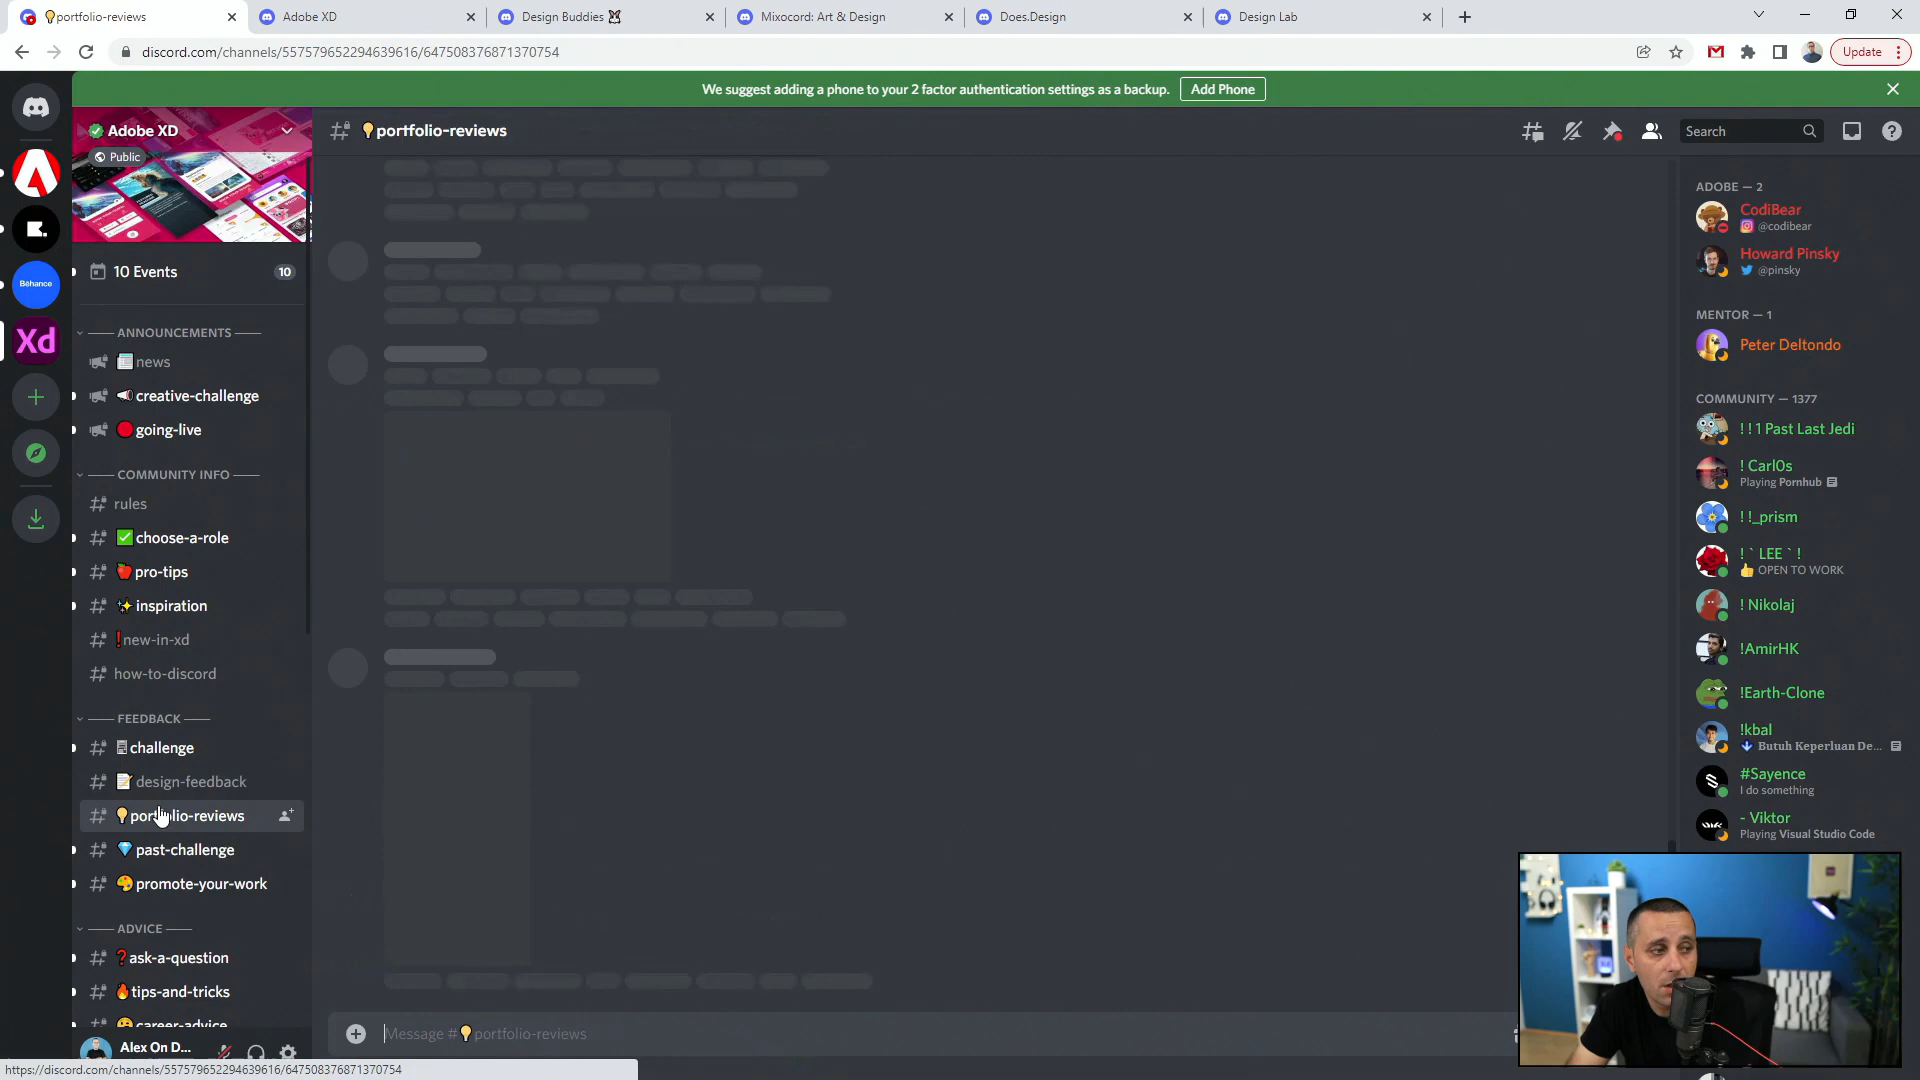 portfolio-reviews
Adobe XD
Design Buddies
Mixocord: Art & Design
Does.Design
Design Lab
discord.com/channels/557579652294639616/647508376871370754
Update
We suggest adding a phone to your 2 factor authentication settings as a backup.
Add Phone
Adobe XD
Public
portfolio-reviews
Search
10 Events
10
ANNOUNCEMENTS
news
creative-challenge
going-live
COMMUNITY INFO
rules
choose-a-role
pro-tips
inspiration
new-in-xd
how-to-discord
FEEDBACK
challenge
design-feedback
portfolio-reviews
past-challenge
promote-your-work
ADVICE
ask-a-question
tips-and-tricks
career-advice
Alex On D...
Message #portfolio-reviews
https://discord.com/channels/557579652294639616/647508376871370754
Bēhance
Xd
ADOBE — 2
CodiBear
@codibear
Howard Pinsky
@pinsky
MENTOR — 1
Peter Deltondo
COMMUNITY — 1377
! ! 1 Past Last Jedi
! Carl0s
Playing Pornhub
! !_prism
! ` LEE ` !
OPEN TO WORK
! Nikolaj
!AmirHK
!Earth-Clone
!kbal
Butuh Keperluan De...
#Sayence
I do something
- Viktor
Playing Visual Studio Code